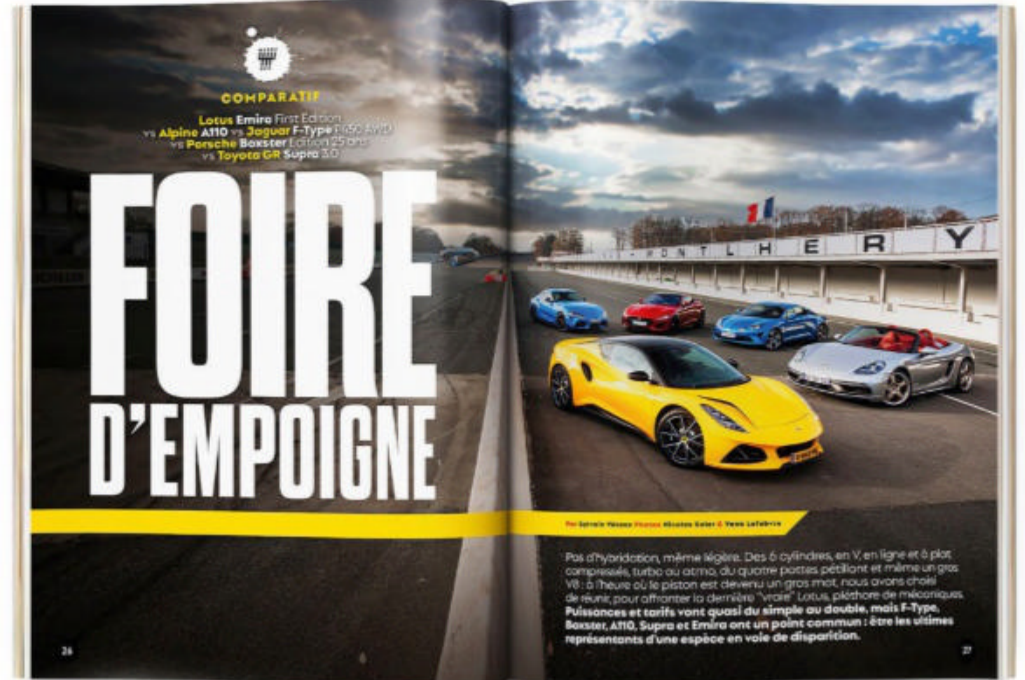 COMPARATIF
Lotus Emira First Edition
vs Alpine A110 vs Jaguar F-Type P450 AWD
vs Porsche Boxster Edition 25 ans
vs Toyota GR Supra 3.0
FOIRE
D'EMPOIGNE
MONTLHERY
Par Photos Nicolas & Yann Lefebvre
Pas d'hybridation, même légère. Des 6 cylindres, en V, en ligne et à plat
compressés, turbo ou atmo, du quatre pattes pétillant et même un gros
V8 : à l'heure où le piston est devenu un gros mot, nous avons choisi
de réunir, pour affronter la dernière "vraie" Lotus, pléthore de mécaniques.
Puissances et tarifs vont quasi du simple au double, mais F-Type,
Boxster, A110, Supra et Emira ont un point commun : être les ultimes
représentants d'une espèce en voie de disparition.
26
27